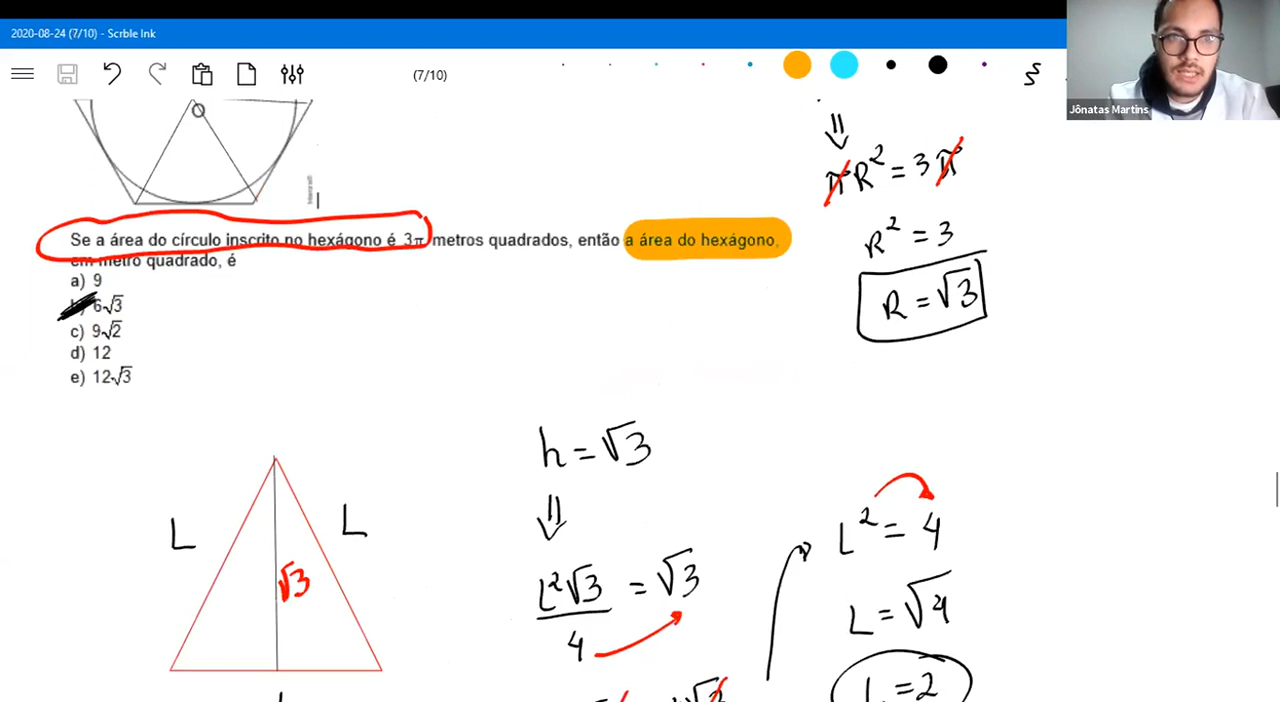 2020-08-24 (7/10) - Scrble Ink
(7/10)
Jônatas Martins
O
Se a área do círculo inscrito no hexágono é 3π metros quadrados, então a área do hexágono,
em metro quadrado, é
a) 9
6√3
c) 9√2
d) 12
e) 12√3
⇓
πR² = 3π
R² = 3
R = √3
L
L
√3
h = √3
⇓
L²√3 / 4 = √3
L² = 4
L = √4
L = 2